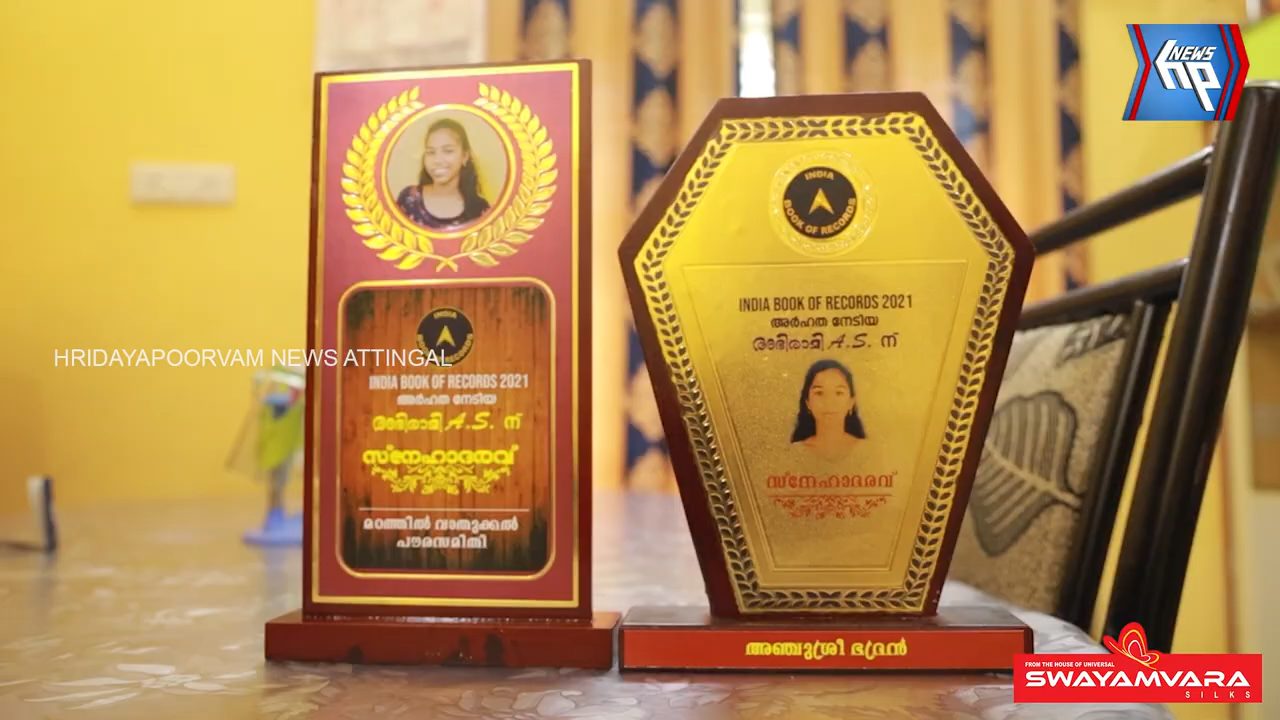 NEWS
hp
HRIDAYAPOORVAM NEWS ATTINGAL
INDIA
BOOK OF RECORDS
INDIA BOOK OF RECORDS 2021
അർഹത നേടിയ
അഭിരാമി A.S. ന്
സ്നേഹാദരവ്
മഠത്തിൽ വാതുക്കൽ
പൗരസമിതി
INDIA
BOOK OF RECORDS
INDIA BOOK OF RECORDS 2021
അർഹത നേടിയ
അഭിരാമി A.S. ന്
സ്നേഹാദരവ്
അഞ്ചുശ്രീ ഭദ്രൻ
FROM THE HOUSE OF UNIVERSAL
SWAYAMVARA
SILKS